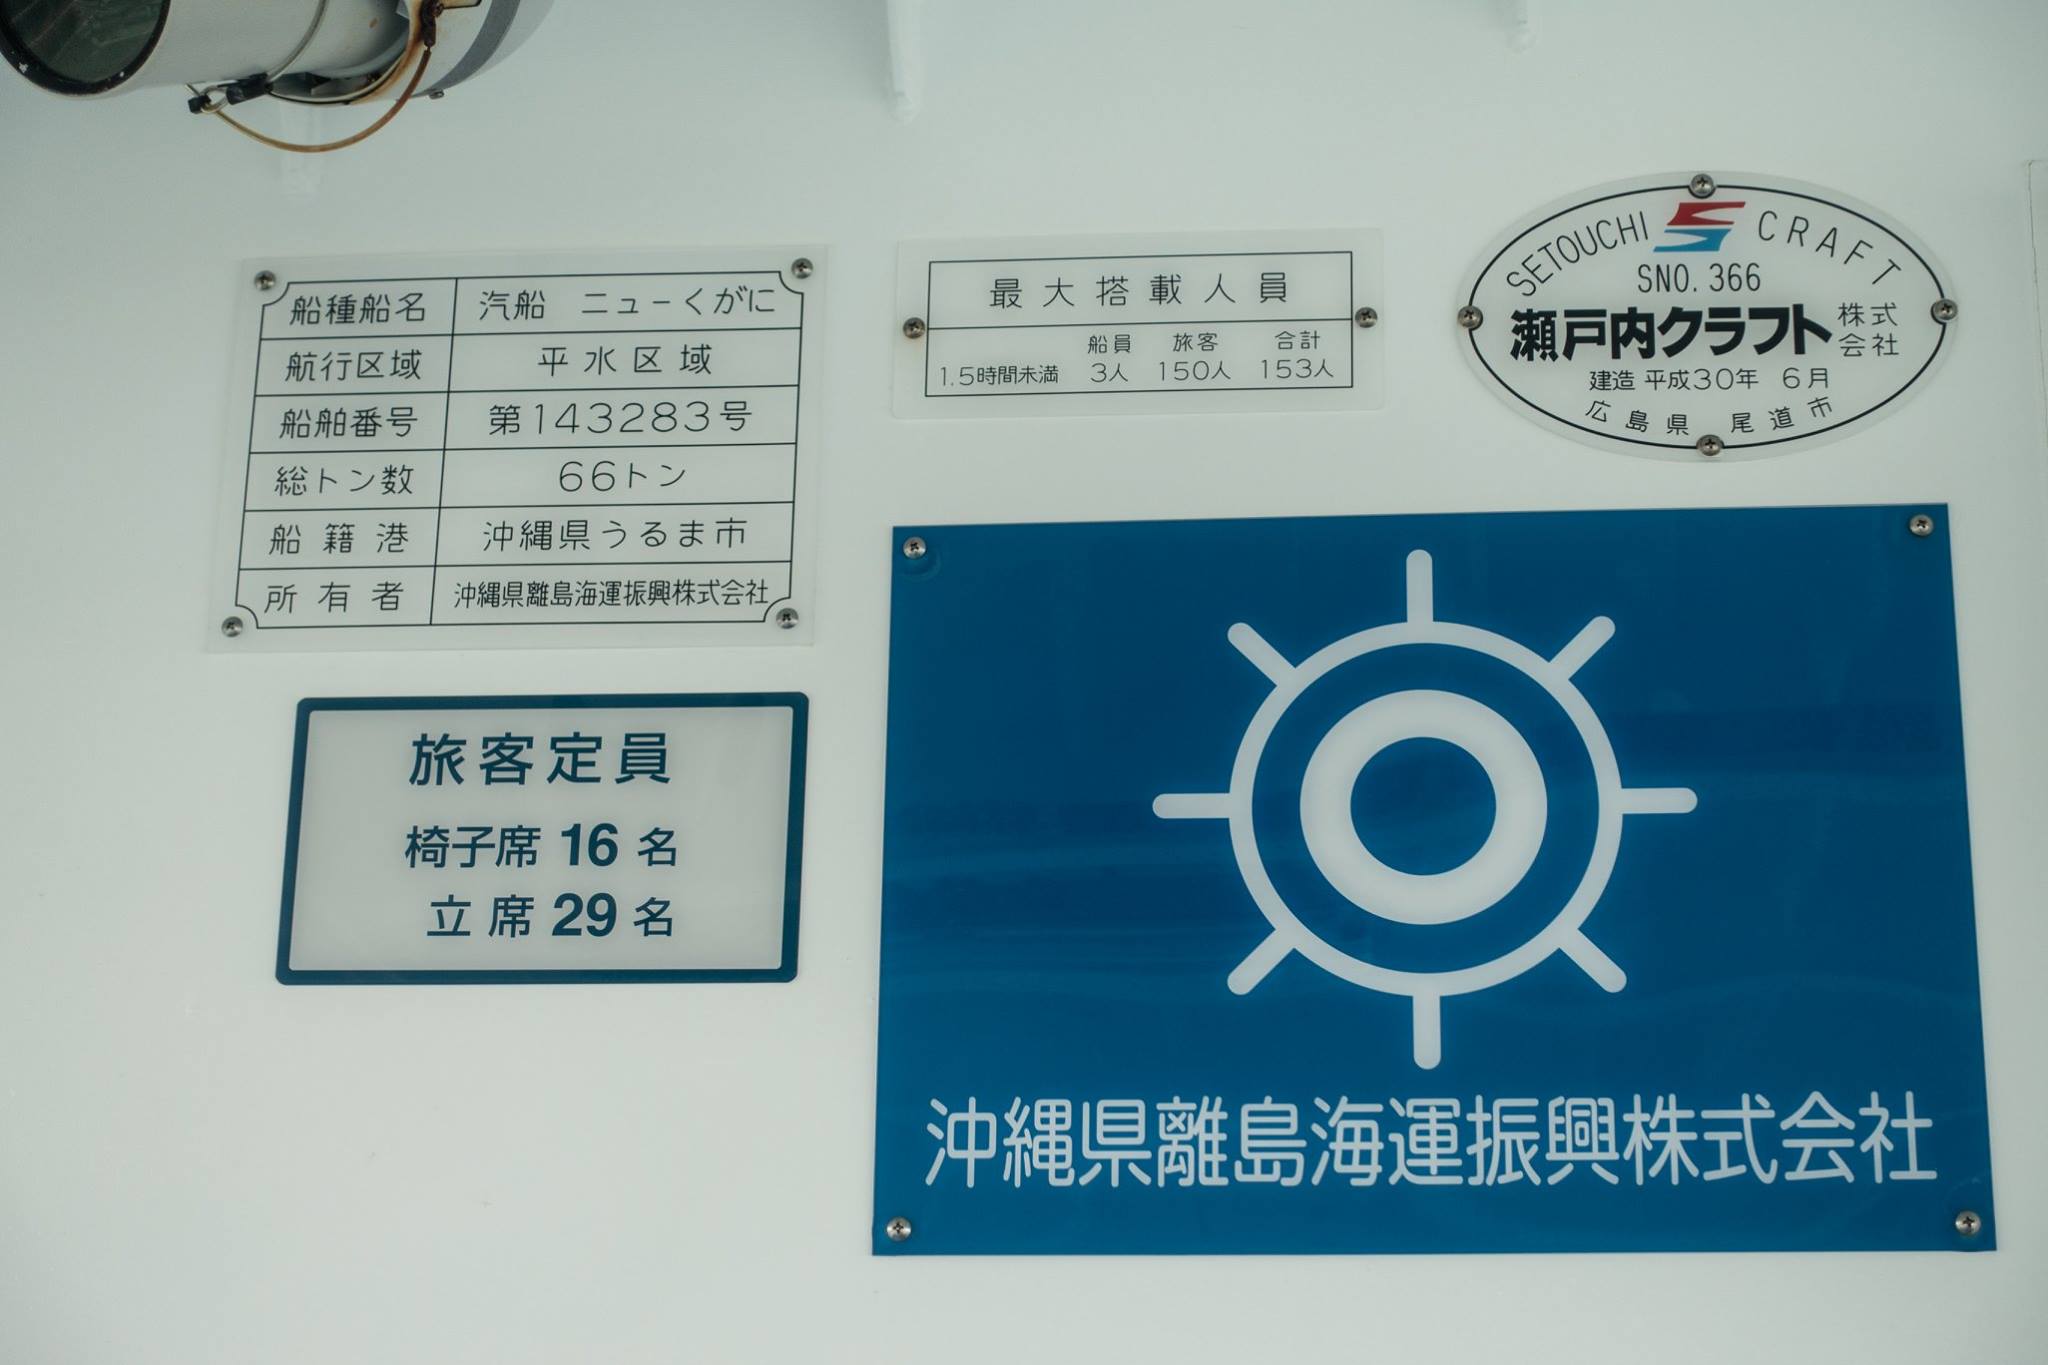 船種船名 汽船 ニューくがに
航行区域 平水区域
船舶番号 第143283号
総トン数 66トン
船籍港 沖縄県うるま市
所有者 沖縄県離島海運振興株式会社
最大搭載人員
船員 旅客 合計
1.5時間未満 3人 150人 153人
SETOUCHI CRAFT
SNO. 366
瀬戸内クラフト株式会社
建造 平成30年 6月
広島県 尾道市
旅客定員
椅子席 16 名
立席 29 名
沖縄県離島海運振興株式会社